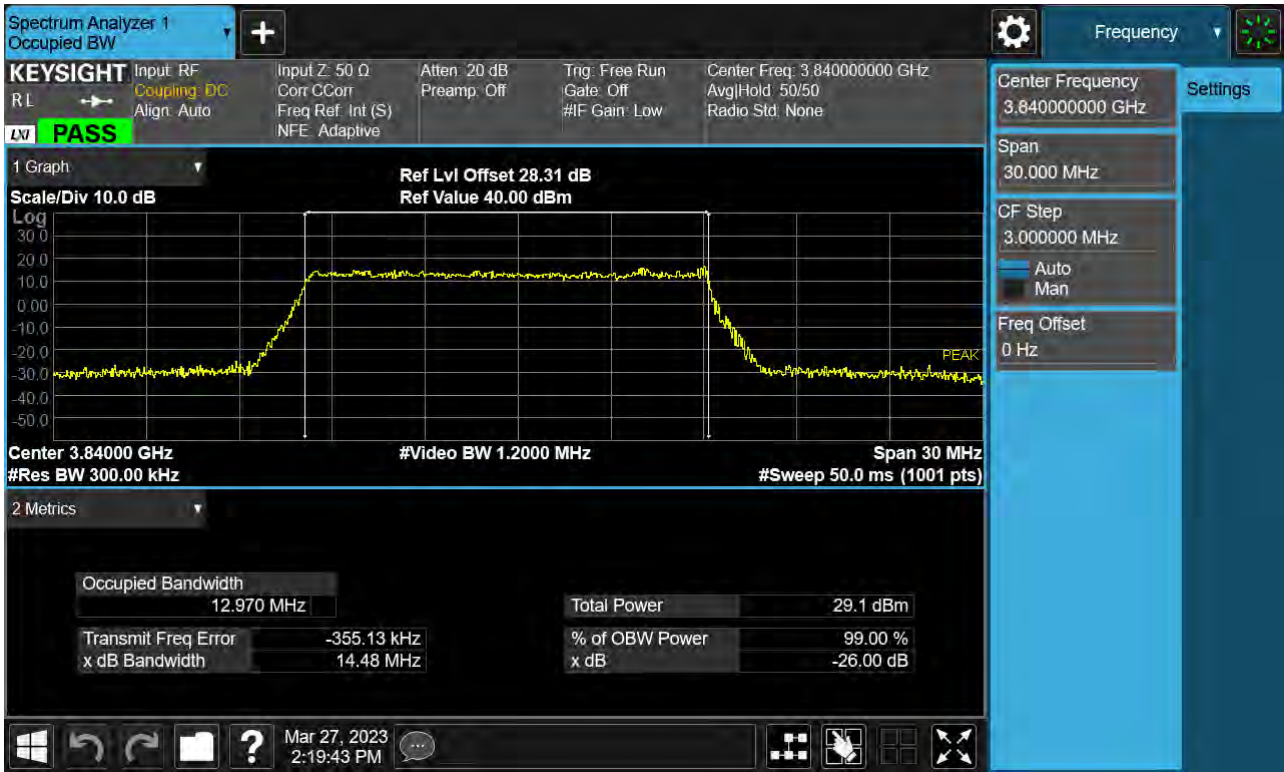 Spectrum Analyzer 1
Occupied BW
+
Frequency
KEYSIGHT
RL
LXI PASS
Input: RF
Coupling: DC
Align: Auto
Input Z: 50 Ω
Corr CCorr
Freq Ref: Int (S)
NFE: Adaptive
Atten: 20 dB
Preamp: Off
Trig: Free Run
Gate: Off
#IF Gain: Low
Center Freq: 3.840000000 GHz
Avg|Hold: 50/50
Radio Std: None
Center Frequency
3.840000000 GHz
Settings
Span
30.000 MHz
CF Step
3.000000 MHz
Auto
Man
Freq Offset
0 Hz
1 Graph
Scale/Div 10.0 dB
Ref Lvl Offset 28.31 dB
Ref Value 40.00 dBm
Log
30.0
20.0
10.0
0.00
-10.0
-20.0
-30.0
-40.0
-50.0
PEAK
Center 3.84000 GHz
#Res BW 300.00 kHz
#Video BW 1.2000 MHz
Span 30 MHz
#Sweep 50.0 ms (1001 pts)
2 Metrics
Occupied Bandwidth
12.970 MHz
Total Power 29.1 dBm
Transmit Freq Error -355.13 kHz
% of OBW Power 99.00 %
x dB Bandwidth 14.48 MHz
x dB -26.00 dB
?
Mar 27, 2023
2:19:43 PM